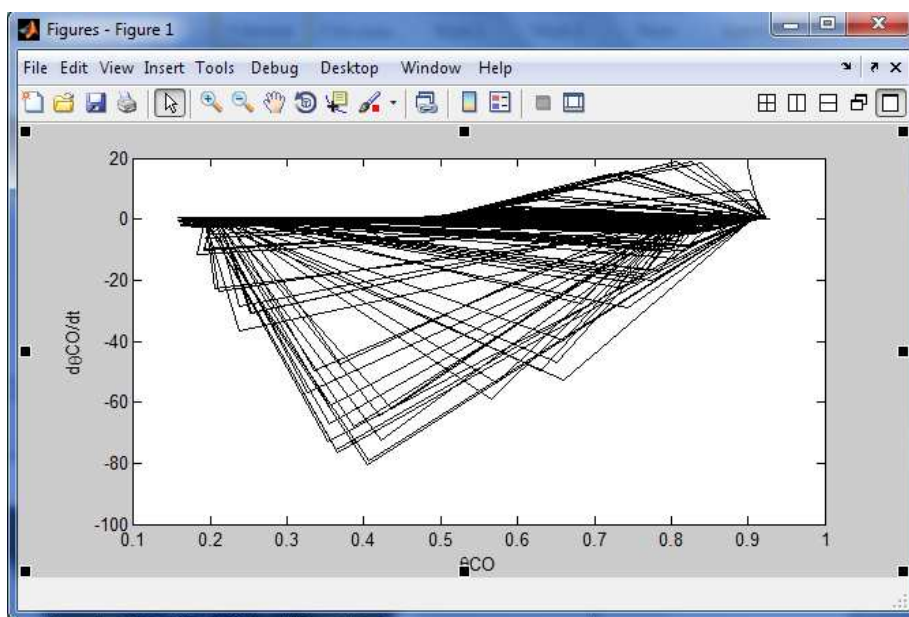 Figures - Figure 1
File Edit View Insert Tools Debug Desktop Window Help
20
0
-20
-40
-60
-80
-100
dθCO/dt
0.1 0.2 0.3 0.4 0.5 0.6 0.7 0.8 0.9 1
θCO